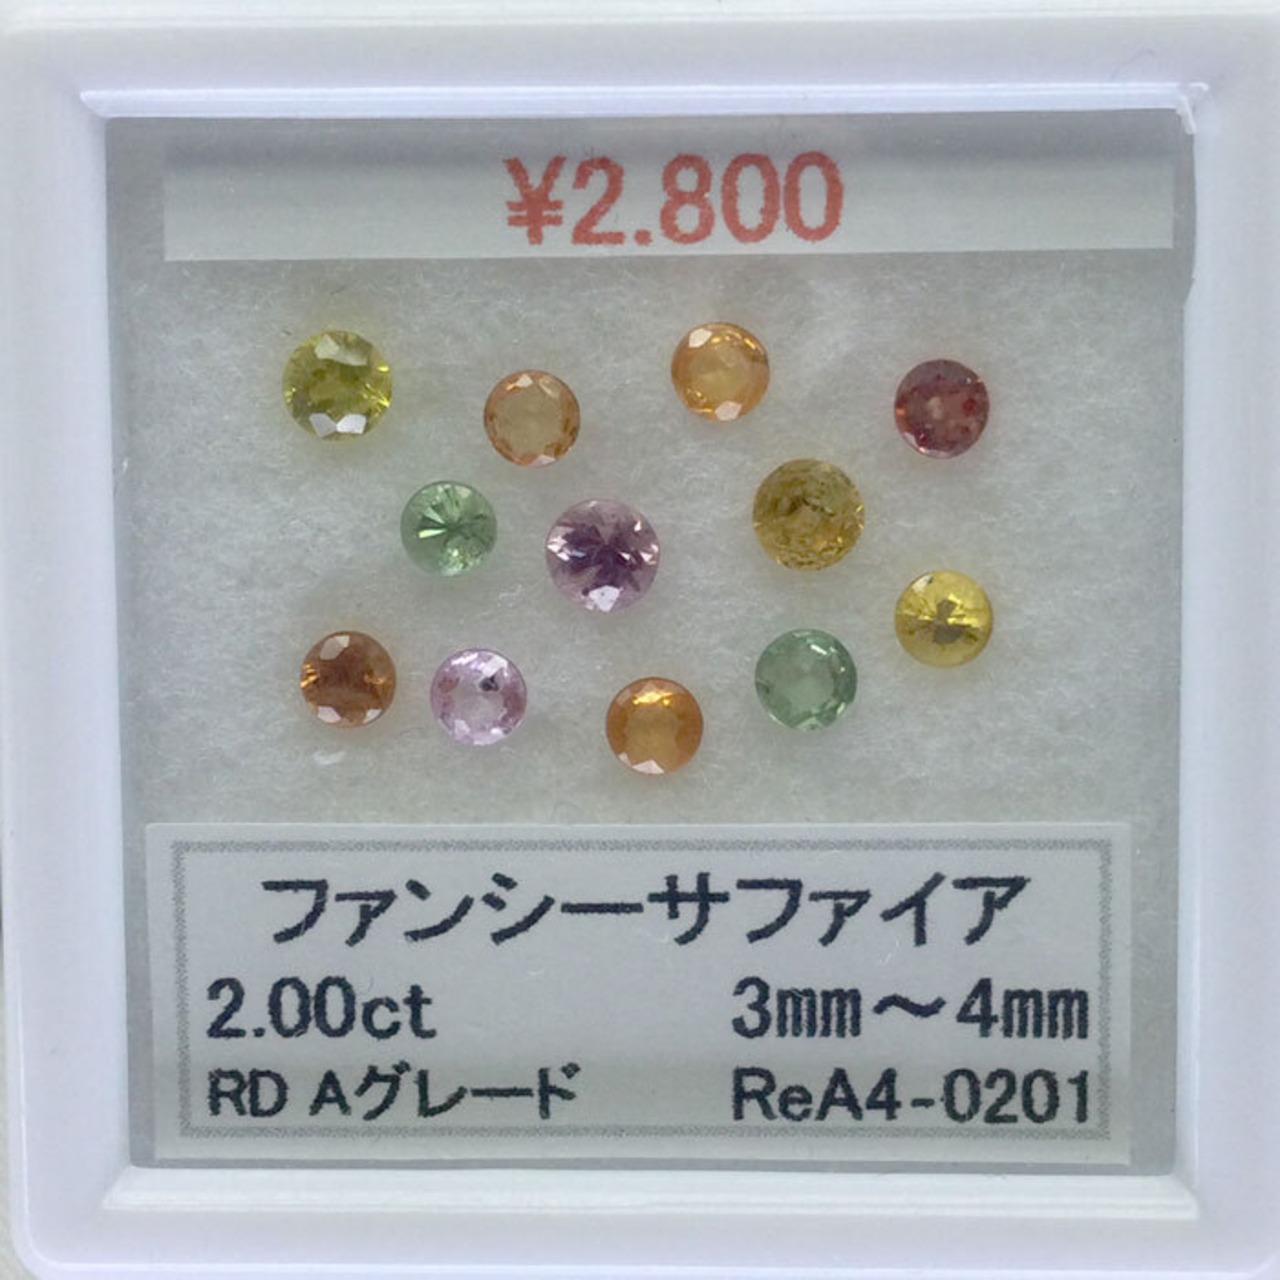 ¥2.800
ファンシーサファイア
2.00ct 3mm～4mm
RD Aグレード ReA4-0201